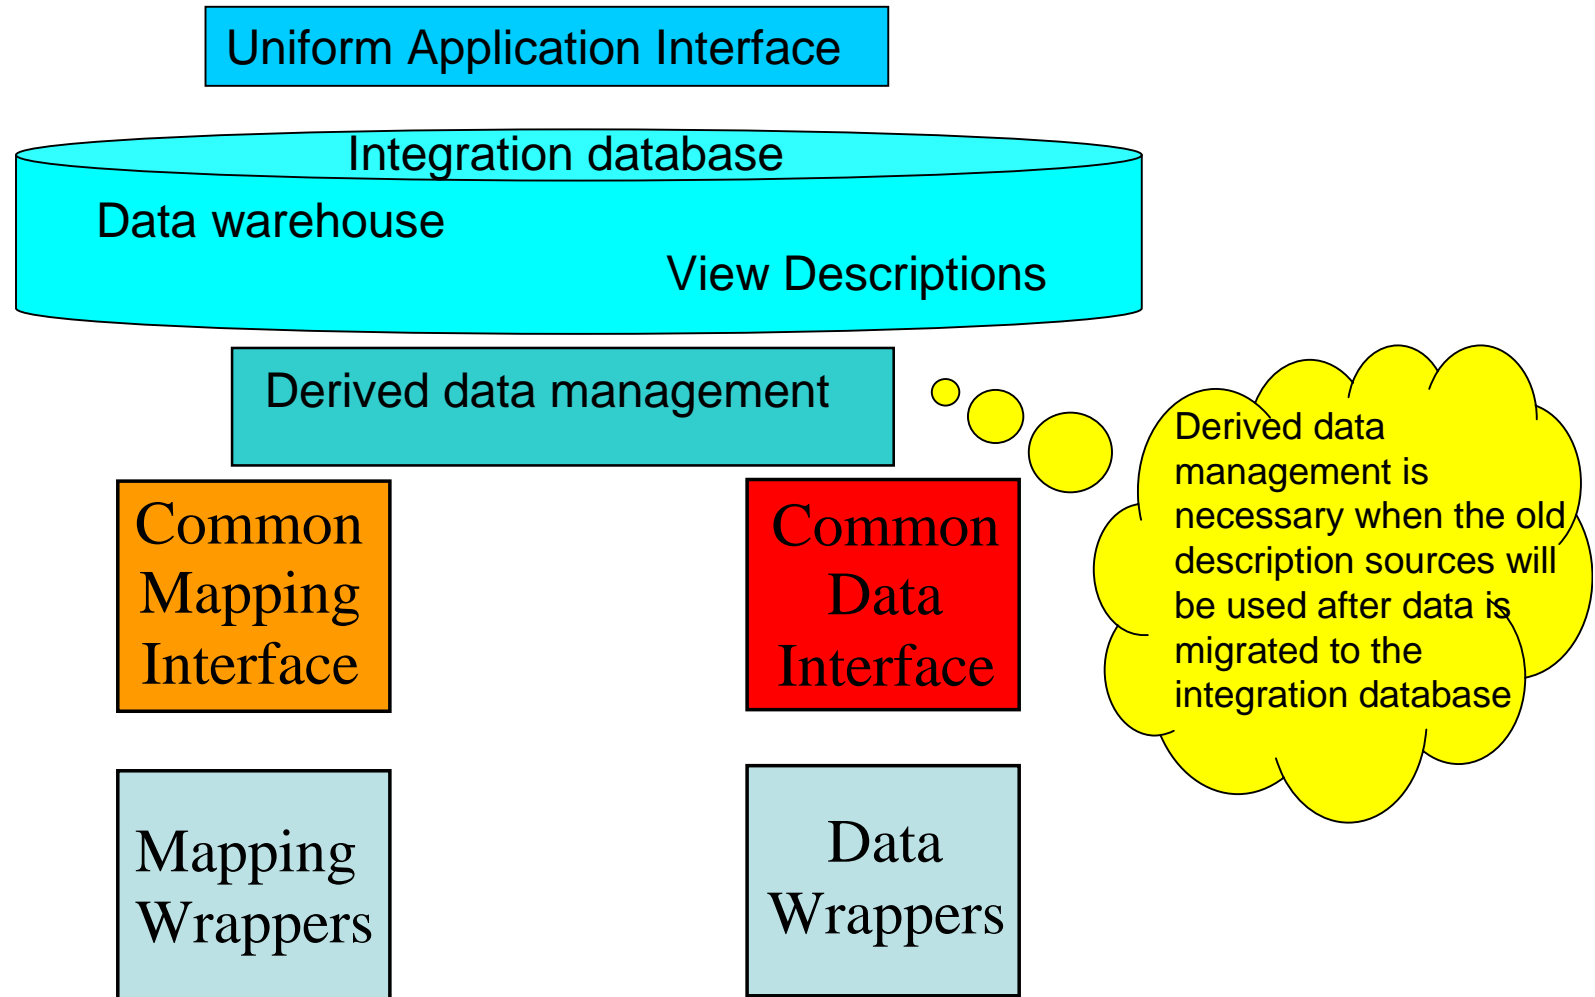 Uniform Application Interface
Integration database
Data warehouse
View Descriptions
Derived data management
Common
Mapping
Interface
Common
Data
Interface
Derived data
management is
necessary when the old
description sources will
be used after data is
migrated to the
integration database
Mapping
Wrappers
Data
Wrappers